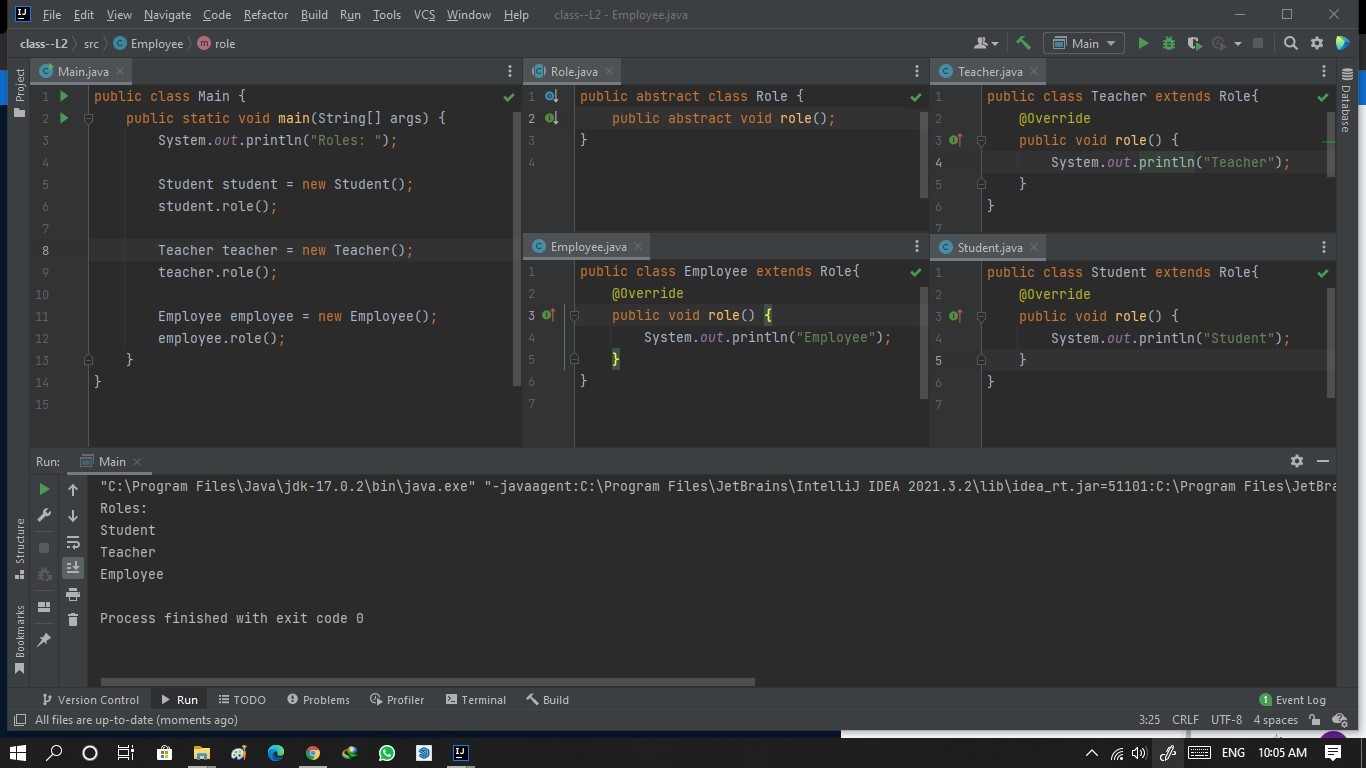 File Edit View Navigate Code Refactor Build Run Tools VCS Window Help class--L2 - Employee.java
class--L2 src Employee role Main
Project
Main.java
1 public class Main {
2 public static void main(String[] args) {
3 System.out.println("Roles: ");
4
5 Student student = new Student();
6 student.role();
7
8 Teacher teacher = new Teacher();
9 teacher.role();
10
11 Employee employee = new Employee();
12 employee.role();
13 }
14 }
15
Role.java
1 public abstract class Role {
2 public abstract void role();
3 }
4
Employee.java
1 public class Employee extends Role{
2 @Override
3 public void role() {
4 System.out.println("Employee");
5 }
6 }
7
Teacher.java
1 public class Teacher extends Role{
2 @Override
3 public void role() {
4 System.out.println("Teacher");
5 }
6 }
7
Student.java
1 public class Student extends Role{
2 @Override
3 public void role() {
4 System.out.println("Student");
5 }
6 }
7
Database
Run: Main
"C:\Program Files\Java\jdk-17.0.2\bin\java.exe" "-javaagent:C:\Program Files\JetBrains\IntelliJ IDEA 2021.3.2\lib\idea_rt.jar=51101:C:\Program Files\JetBra
Roles:
Student
Teacher
Employee
Process finished with exit code 0
Structure
Bookmarks
Version Control Run TODO Problems Profiler Terminal Build 1 Event Log
All files are up-to-date (moments ago) 3:25 CRLF UTF-8 4 spaces
ENG 10:05 AM